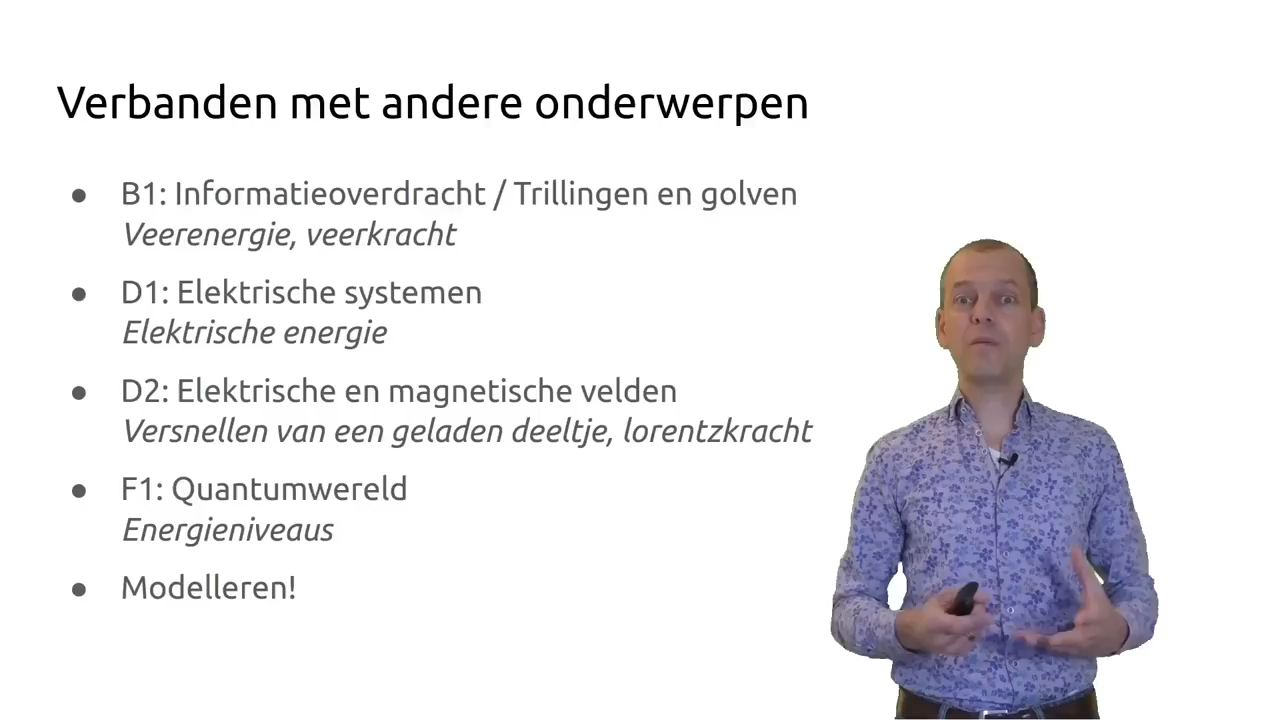 Verbanden met andere onderwerpen
● B1: Informatieoverdracht / Trillingen en golven
Veerenergie, veerkracht
● D1: Elektrische systemen
Elektrische energie
● D2: Elektrische en magnetische velden
Versnellen van een geladen deeltje, lorentzkracht
● F1: Quantumwereld
Energieniveaus
● Modelleren!